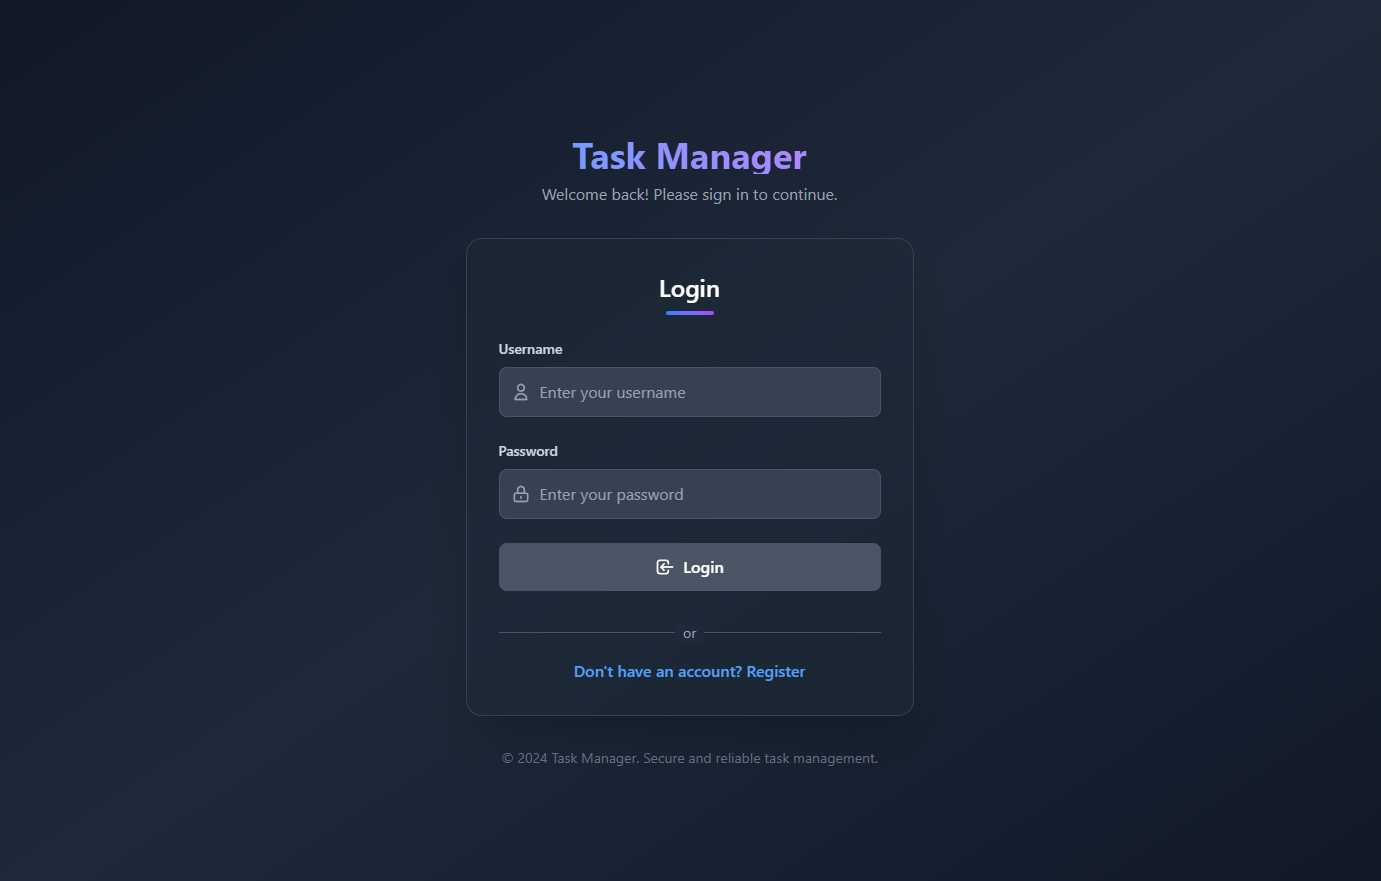 Task Manager
Welcome back! Please sign in to continue.
Login
Username
Enter your username
Password
Enter your password
Login
or
Don't have an account? Register
© 2024 Task Manager. Secure and reliable task management.